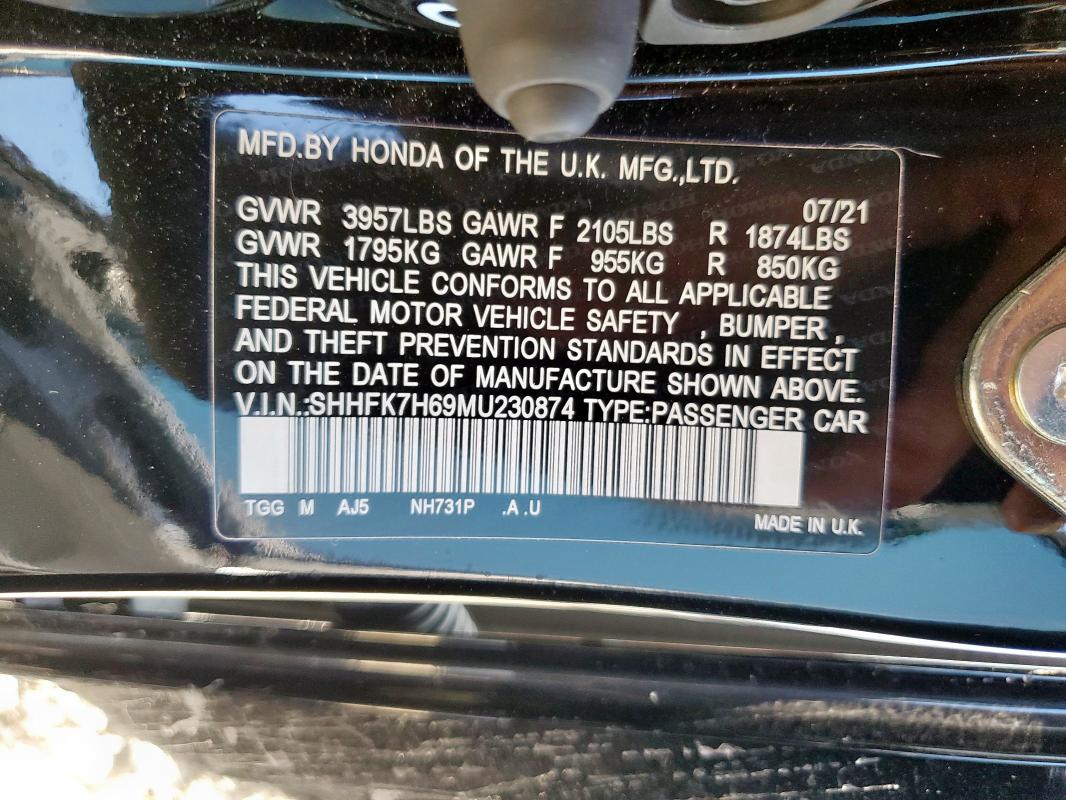 MFD.BY HONDA OF THE U.K. MFG.,LTD.
07/21
GVWR 3957LBS GAWR F 2105LBS R 1874LBS
GVWR 1795KG GAWR F 955KG R 850KG
THIS VEHICLE CONFORMS TO ALL APPLICABLE
FEDERAL MOTOR VEHICLE SAFETY , BUMPER ,
AND THEFT PREVENTION STANDARDS IN EFFECT
ON THE DATE OF MANUFACTURE SHOWN ABOVE.
V.I.N.:SHHFK7H69MU230874 TYPE:PASSENGER CAR
TGG M AJ5 NH731P .A .U
MADE IN U.K.